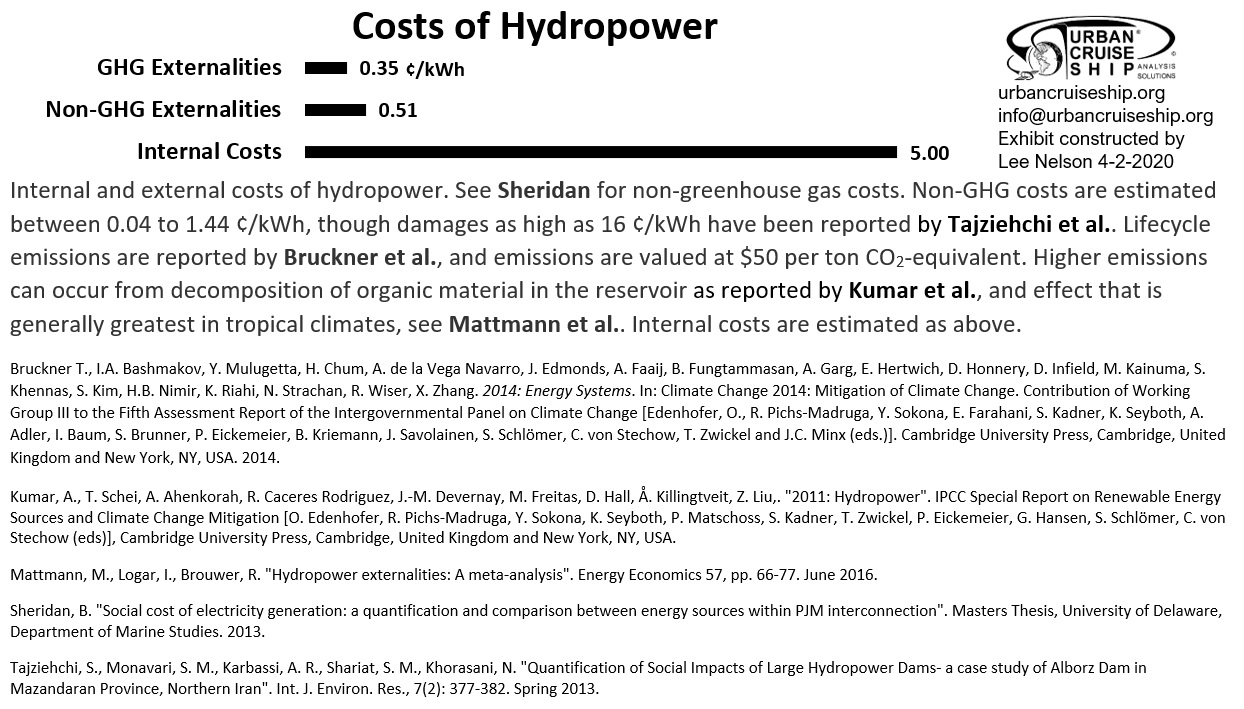 Costs of Hydropower
GHG Externalities 0.35 ¢/kWh
Non-GHG Externalities 0.51
Internal Costs 5.00
URBAN®
CRUISE
SHIP ANALYSIS
SOLUTIONS
©
urbancruiseship.org
info@urbancruiseship.org
Exhibit constructed by
Lee Nelson 4-2-2020
Internal and external costs of hydropower. See Sheridan for non-greenhouse gas costs. Non-GHG costs are estimated
between 0.04 to 1.44 ¢/kWh, though damages as high as 16 ¢/kWh have been reported by Tajziehchi et al.. Lifecycle
emissions are reported by Bruckner et al., and emissions are valued at $50 per ton CO₂-equivalent. Higher emissions
can occur from decomposition of organic material in the reservoir as reported by Kumar et al., and effect that is
generally greatest in tropical climates, see Mattmann et al.. Internal costs are estimated as above.
Bruckner T., I.A. Bashmakov, Y. Mulugetta, H. Chum, A. de la Vega Navarro, J. Edmonds, A. Faaij, B. Fungtammasan, A. Garg, E. Hertwich, D. Honnery, D. Infield, M. Kainuma, S.
Khennas, S. Kim, H.B. Nimir, K. Riahi, N. Strachan, R. Wiser, X. Zhang. 2014: Energy Systems. In: Climate Change 2014: Mitigation of Climate Change. Contribution of Working
Group III to the Fifth Assessment Report of the Intergovernmental Panel on Climate Change [Edenhofer, O., R. Pichs-Madruga, Y. Sokona, E. Farahani, S. Kadner, K. Seyboth, A.
Adler, I. Baum, S. Brunner, P. Eickemeier, B. Kriemann, J. Savolainen, S. Schlömer, C. von Stechow, T. Zwickel and J.C. Minx (eds.)]. Cambridge University Press, Cambridge, United
Kingdom and New York, NY, USA. 2014.
Kumar, A., T. Schei, A. Ahenkorah, R. Caceres Rodriguez, J.-M. Devernay, M. Freitas, D. Hall, Å. Killingtveit, Z. Liu,. "2011: Hydropower". IPCC Special Report on Renewable Energy
Sources and Climate Change Mitigation [O. Edenhofer, R. Pichs-Madruga, Y. Sokona, K. Seyboth, P. Matschoss, S. Kadner, T. Zwickel, P. Eickemeier, G. Hansen, S. Schlömer, C. von
Stechow (eds)], Cambridge University Press, Cambridge, United Kingdom and New York, NY, USA.
Mattmann, M., Logar, I., Brouwer, R. "Hydropower externalities: A meta-analysis". Energy Economics 57, pp. 66-77. June 2016.
Sheridan, B. "Social cost of electricity generation: a quantification and comparison between energy sources within PJM interconnection". Masters Thesis, University of Delaware,
Department of Marine Studies. 2013.
Tajziehchi, S., Monavari, S. M., Karbassi, A. R., Shariat, S. M., Khorasani, N. "Quantification of Social Impacts of Large Hydropower Dams- a case study of Alborz Dam in
Mazandaran Province, Northern Iran". Int. J. Environ. Res., 7(2): 377-382. Spring 2013.